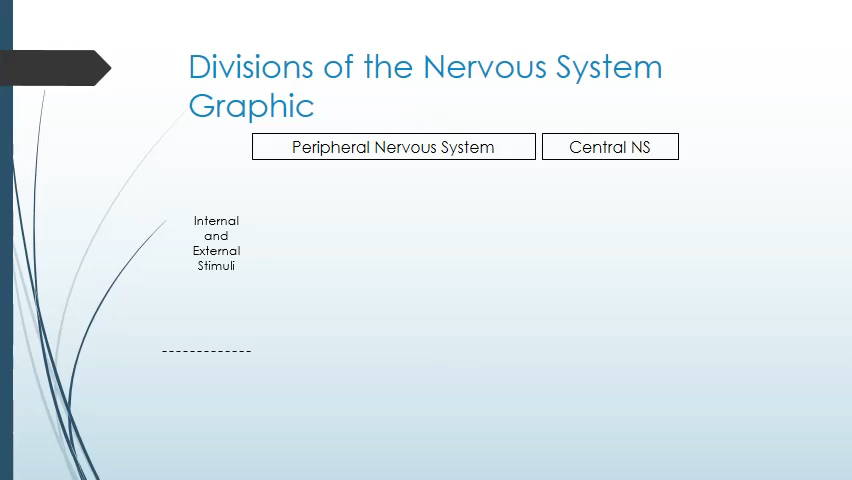 Divisions of the Nervous System
Graphic
Peripheral Nervous System
Central NS
Internal
and
External
Stimuli